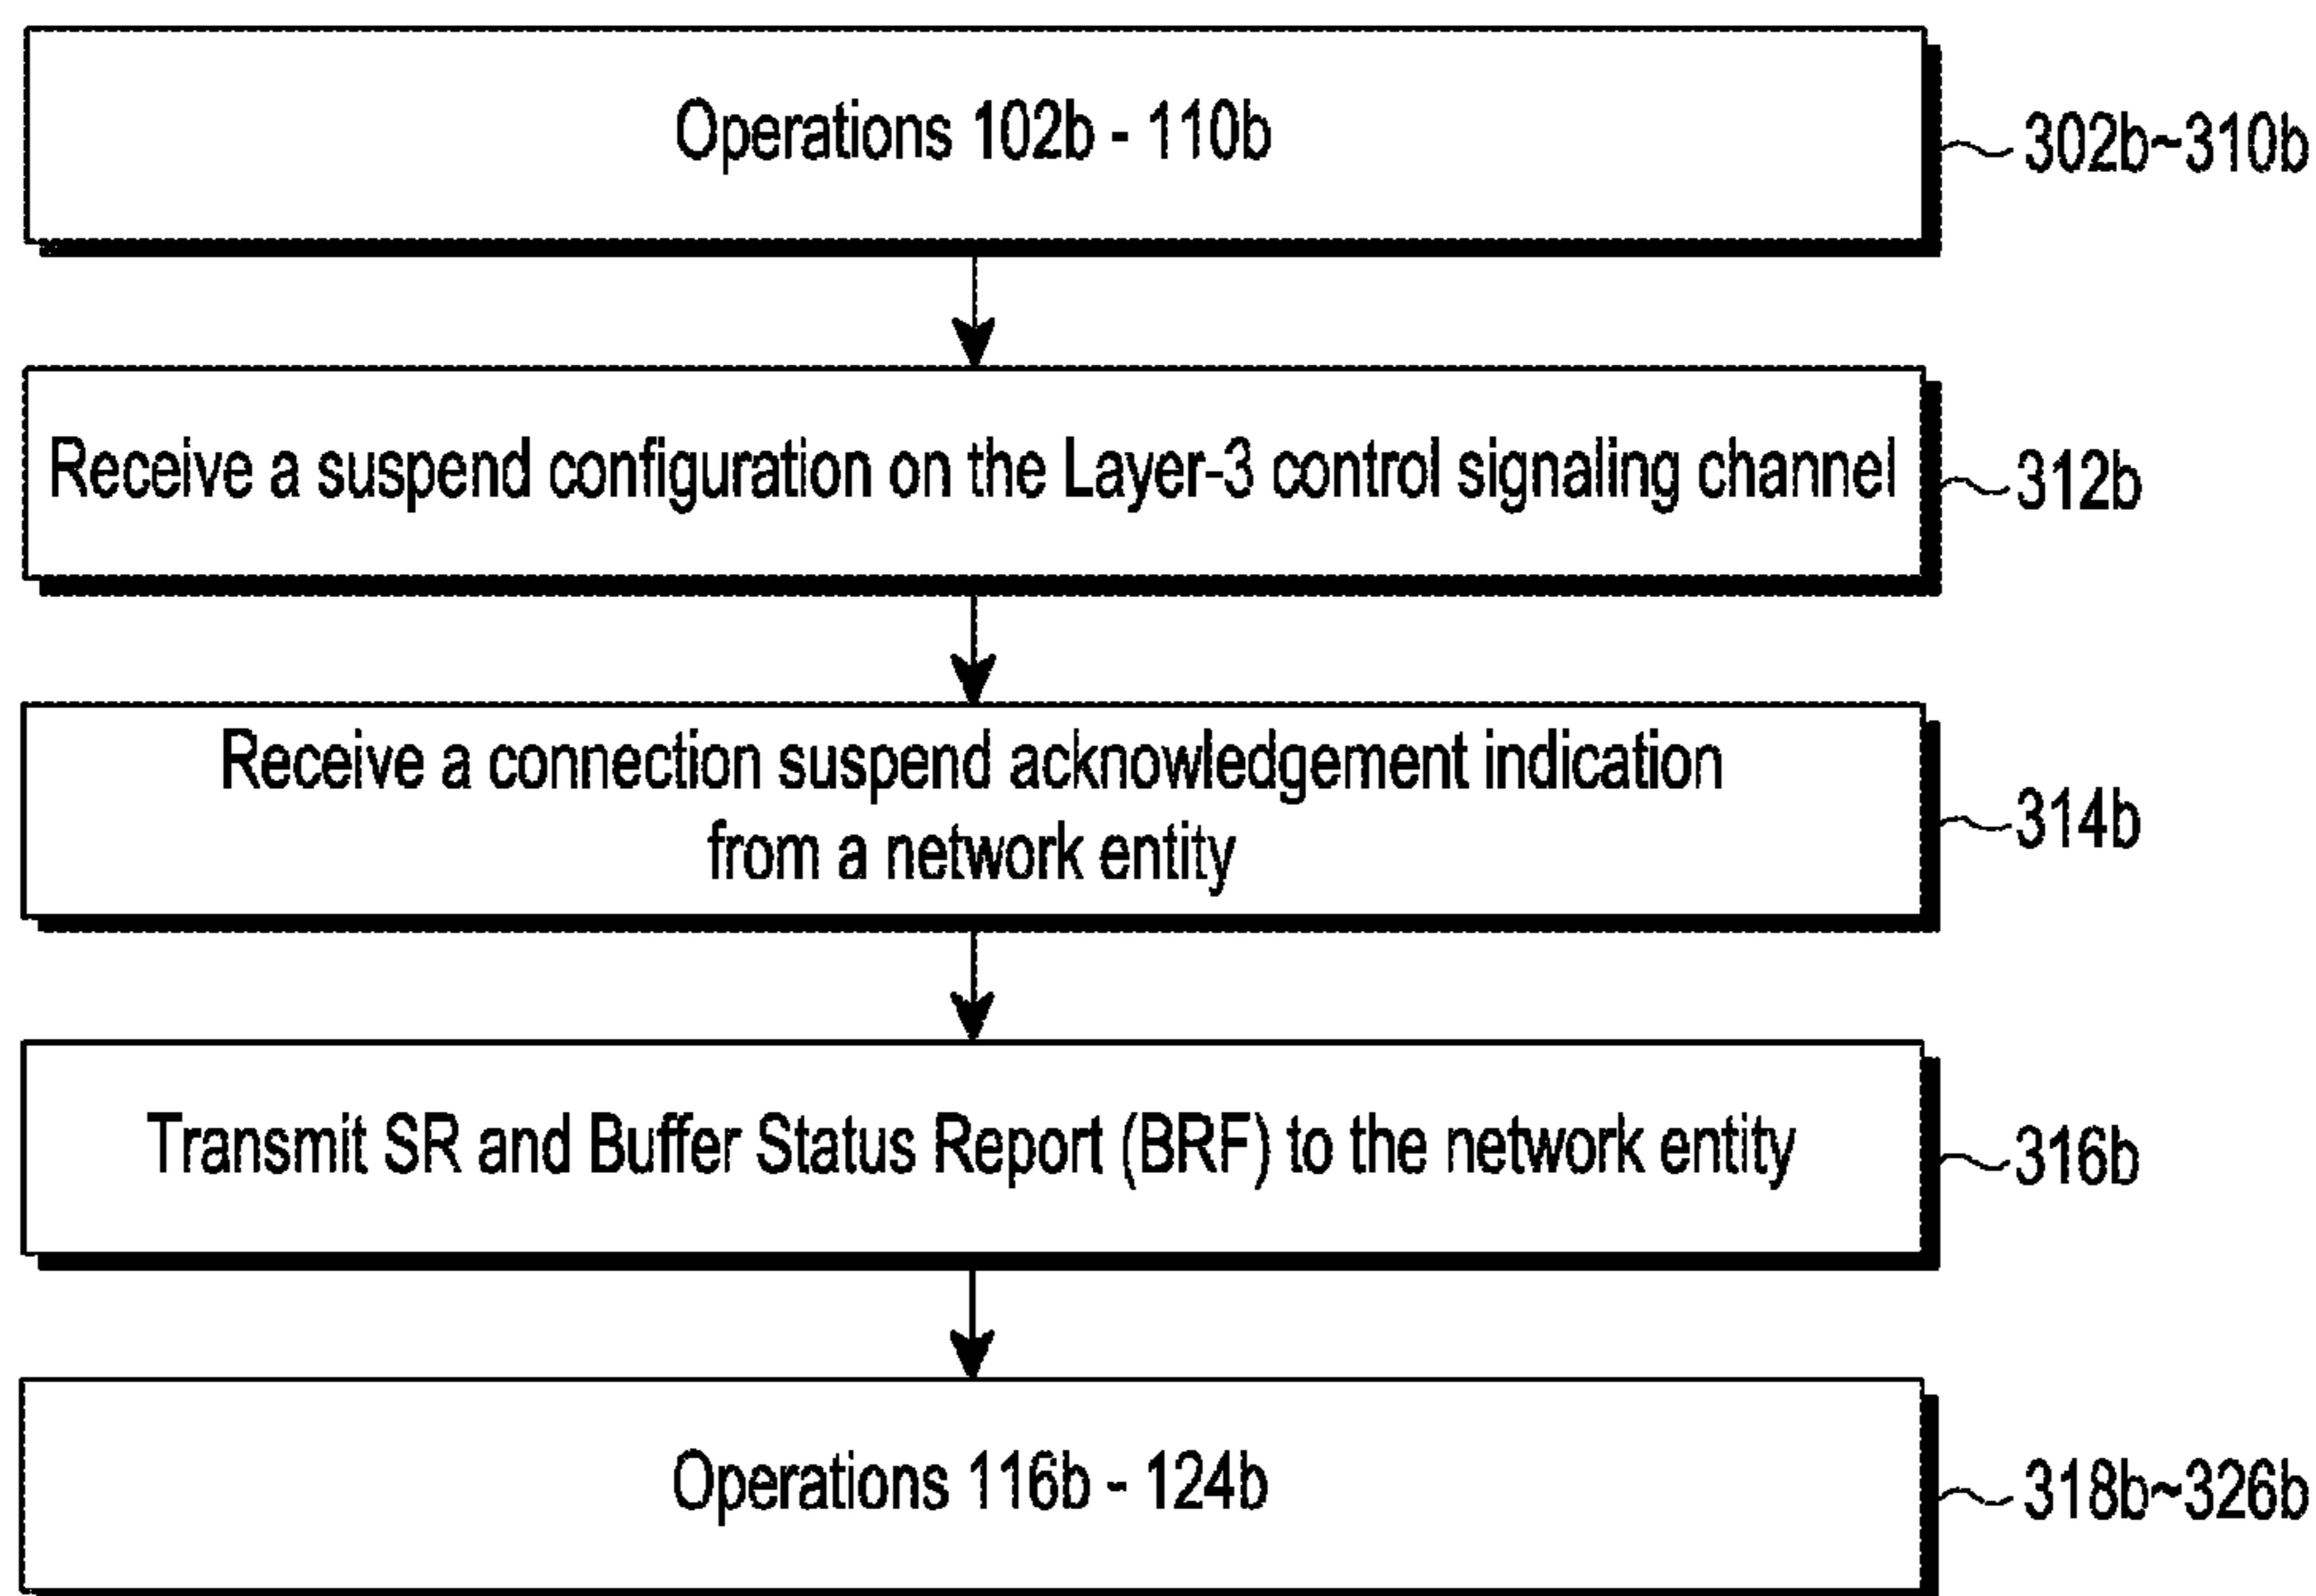 Operations 102b - 110b
302b~310b
Receive a suspend configuration on the Layer-3 control signaling channel
312b
Receive a connection suspend acknowledgement indication
from a network entity
314b
Transmit SR and Buffer Status Report (BRF) to the network entity
316b
Operations 116b - 124b
318b~326b